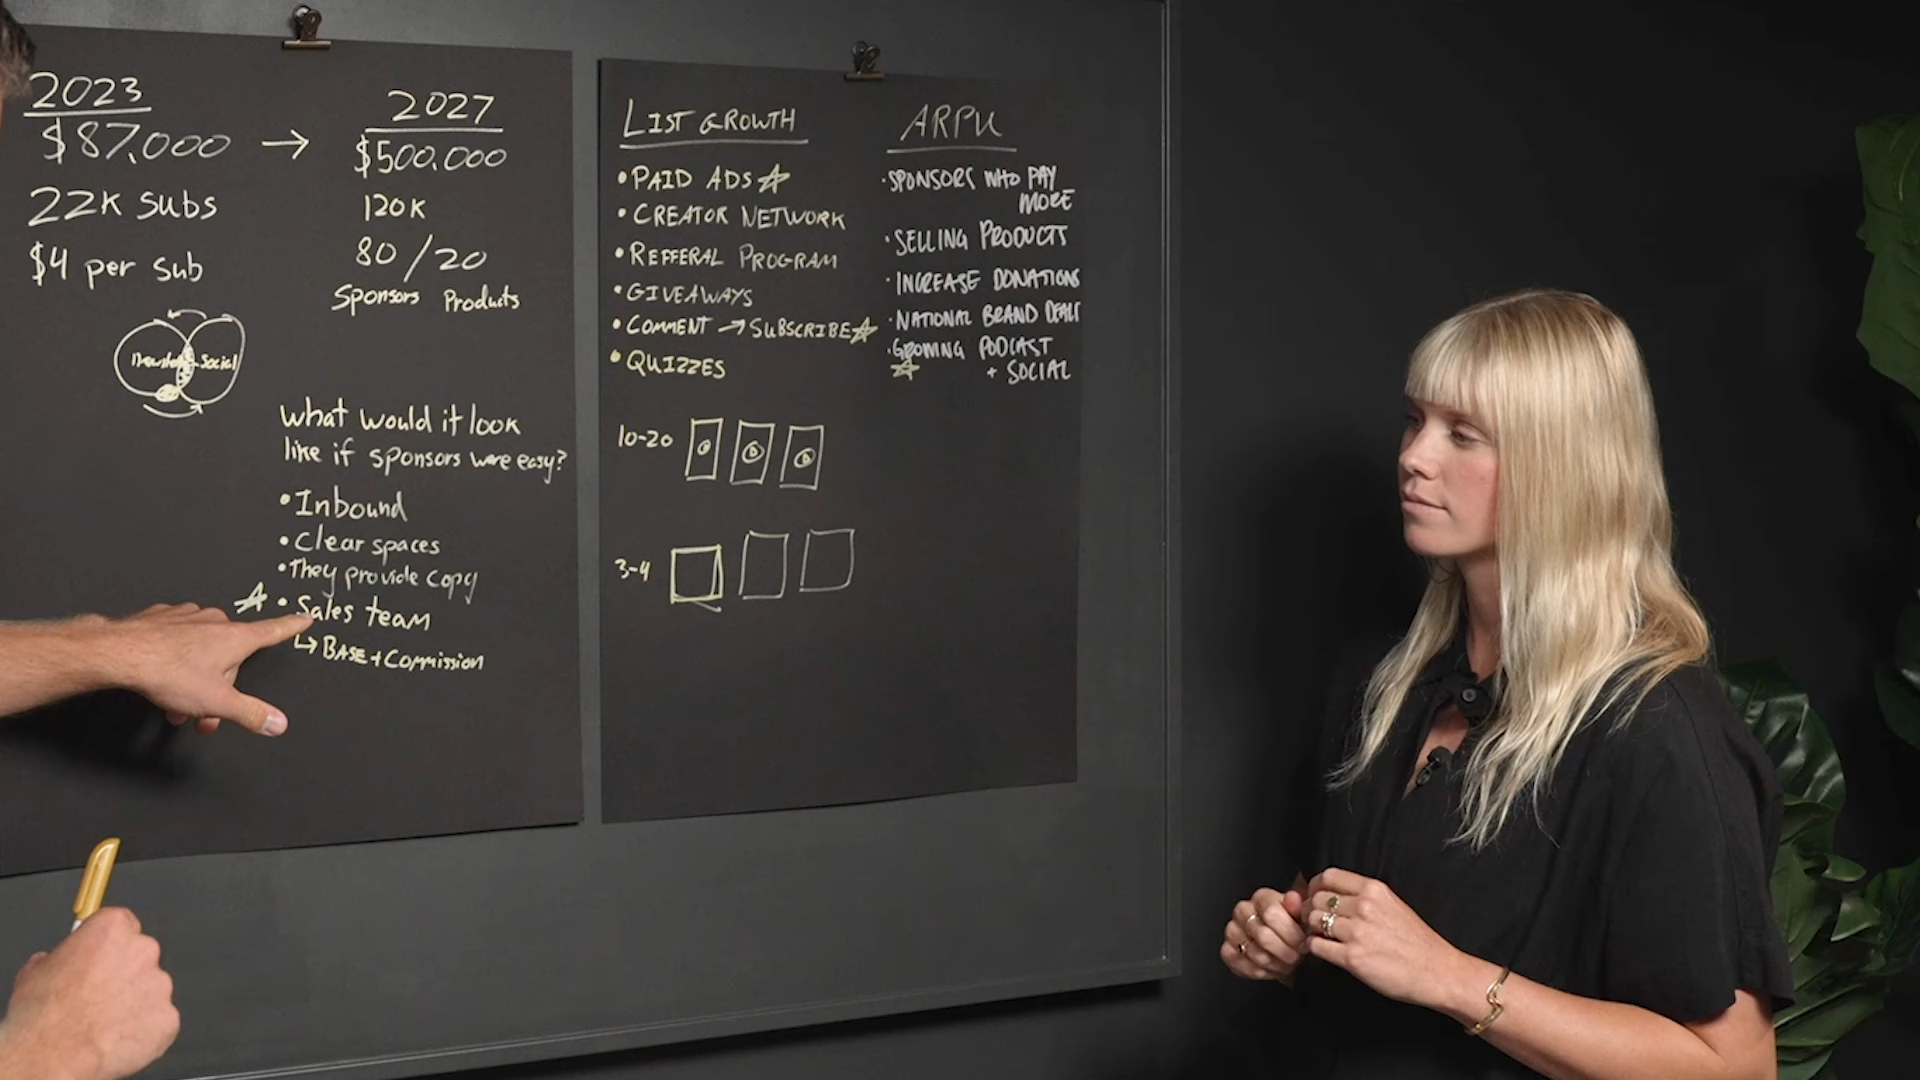 2023
$87,000 →
22k subs
$4 per sub
2027
$500,000
120k
80/20
Sponsors Products
Social
What would it look
like if sponsors were easy?
• Inbound
• Clear spaces
• They provide copy
☆ • Sales team
↳ BASE + Commission
LIST GROWTH
• PAID ADS ☆
• CREATOR NETWORK
• REFFERAL PROGRAM
• GIVEAWAYS
• COMMENT → SUBSCRIBE ☆
• QUIZZES
10-20
3-4
ARPU
• SPONSORS WHO PAY
MORE
• SELLING PRODUCTS
• INCREASE DONATIONS
• NATIONAL BRAND DEALS
• GROWING PODCAST
☆ + SOCIAL